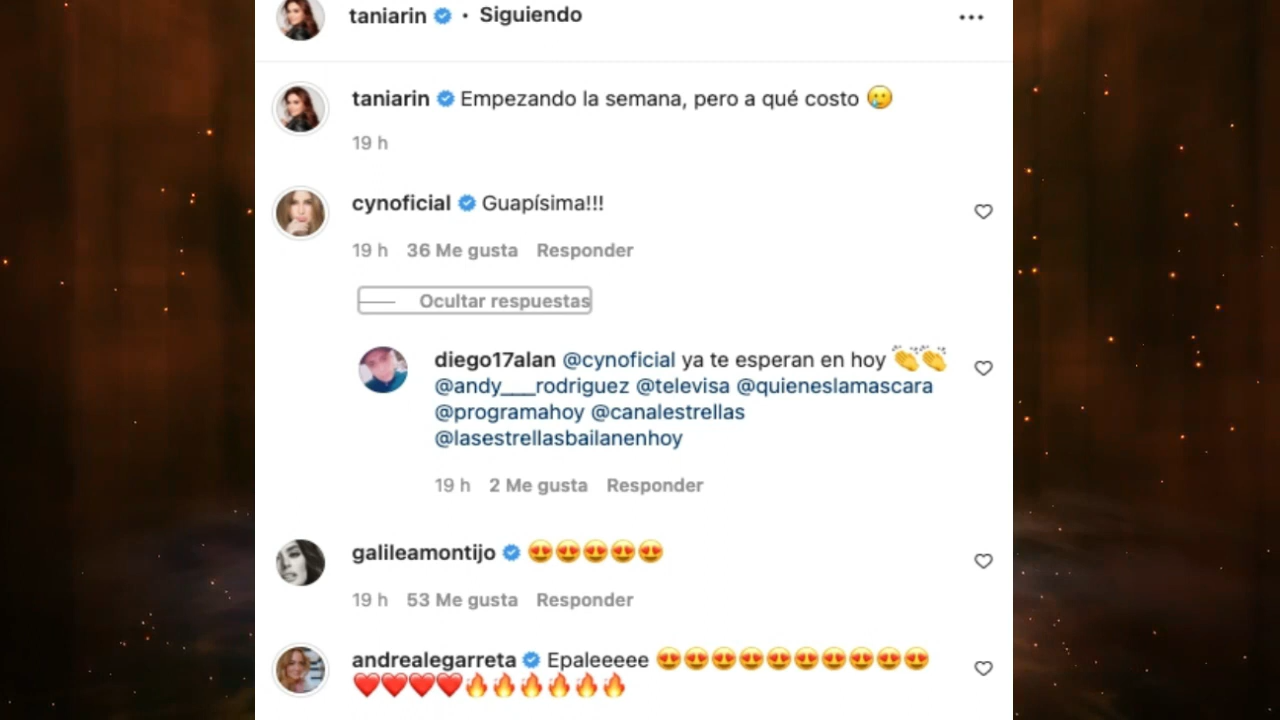 taniarin • Siguiendo
taniarin Empezando la semana, pero a qué costo 🥲
19 h
cynoficial Guapísima!!!
19 h 36 Me gusta Responder
Ocultar respuestas
diego17alan @cynoficial ya te esperan en hoy 👏👏
@andy___rodriguez @televisa @quieneslamascara
@programahoy @canalestrellas
@lasestrellasbailanenhoy
19 h 2 Me gusta Responder
galileamontijo 😍😍😍😍😍
19 h 53 Me gusta Responder
andrealegarreta Epaleeeee 😍😍😍😍😍😍😍😍😍😍
❤️❤️❤️❤️🔥🔥🔥🔥🔥🔥